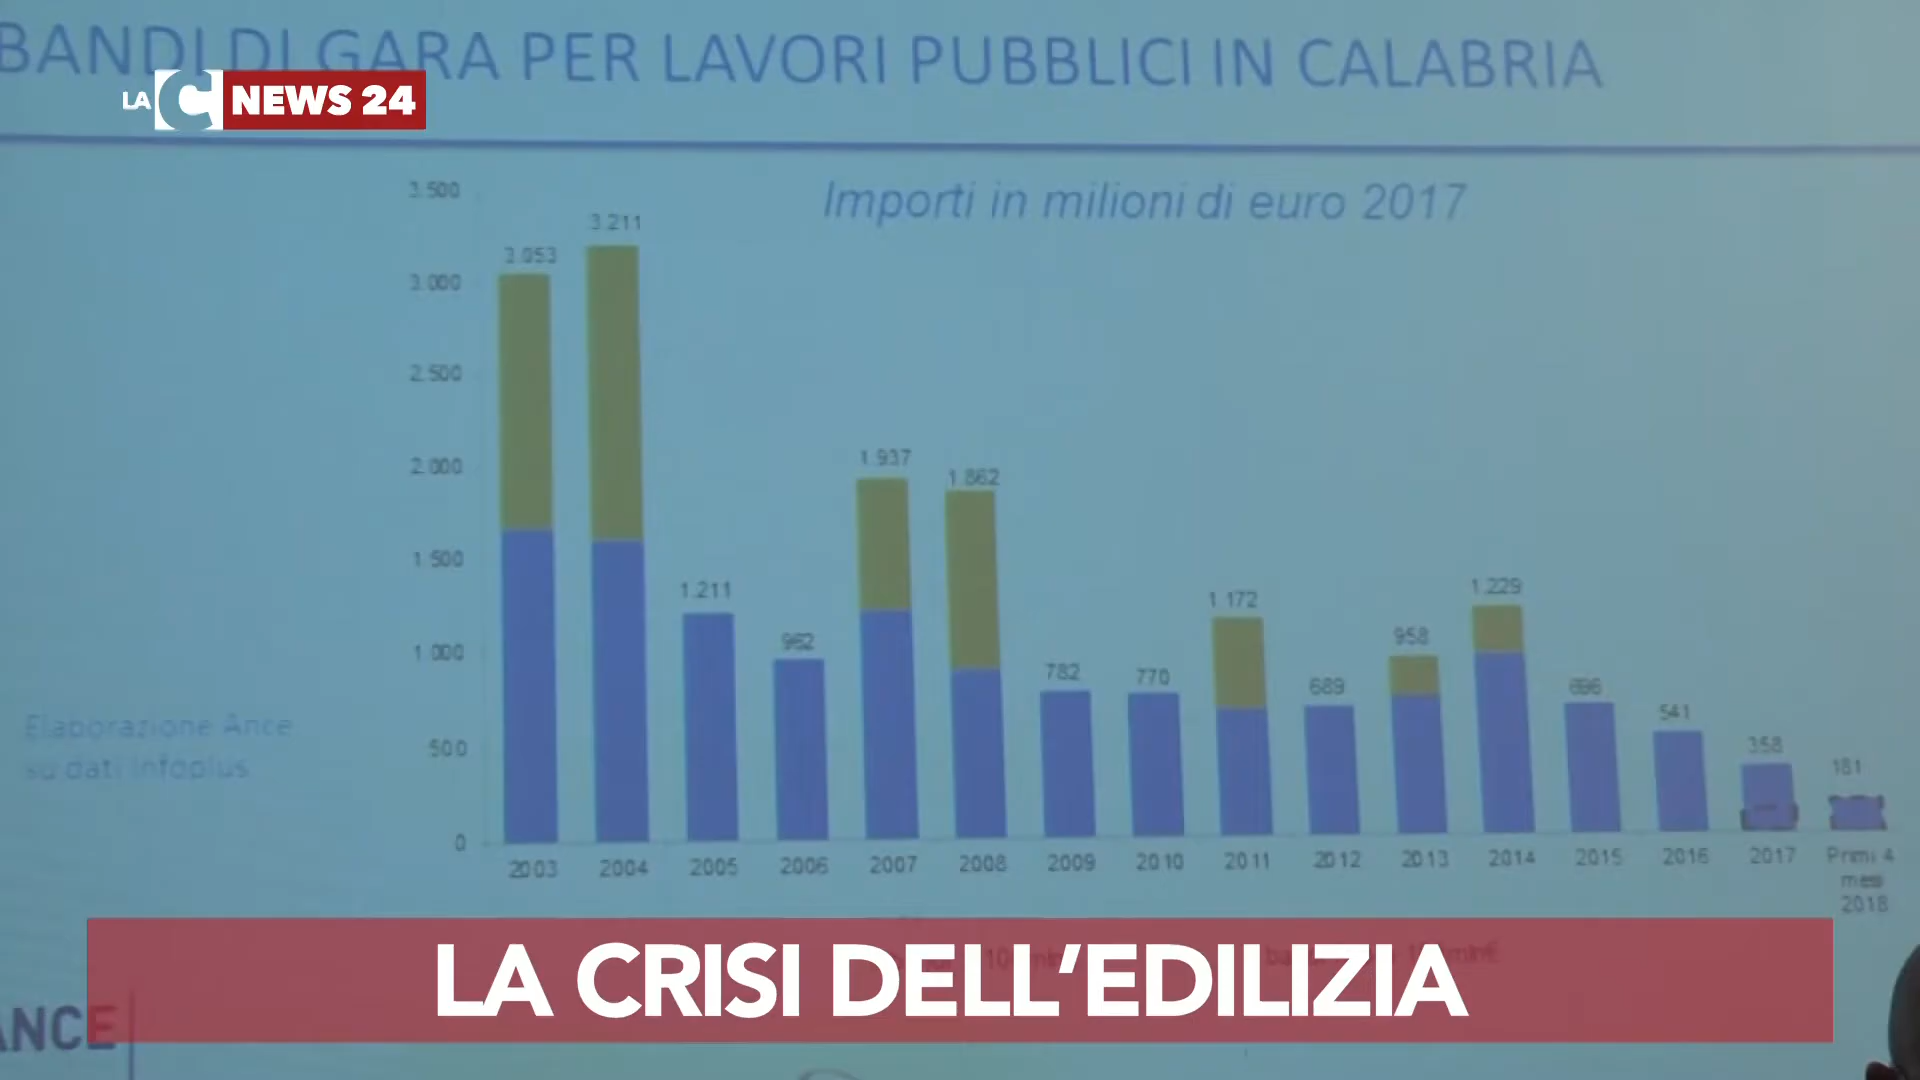 BANDI DI GARA PER LAVORI PUBBLICI IN CALABRIA
LA C NEWS 24
Importi in milioni di euro 2017
3.500
3.000
2.500
2.000
1.500
1.000
500
0
3.053
3.211
1.211
962
1.937
1.862
782
770
1.172
689
958
1.229
696
541
358
181
2003 2004 2005 2006 2007 2008 2009 2010 2011 2012 2013 2014 2015 2016 2017 Primi 4
mesi
2018
Elaborazione Ance
su dati Infoplus
LA CRISI DELL'EDILIZIA
ANCE